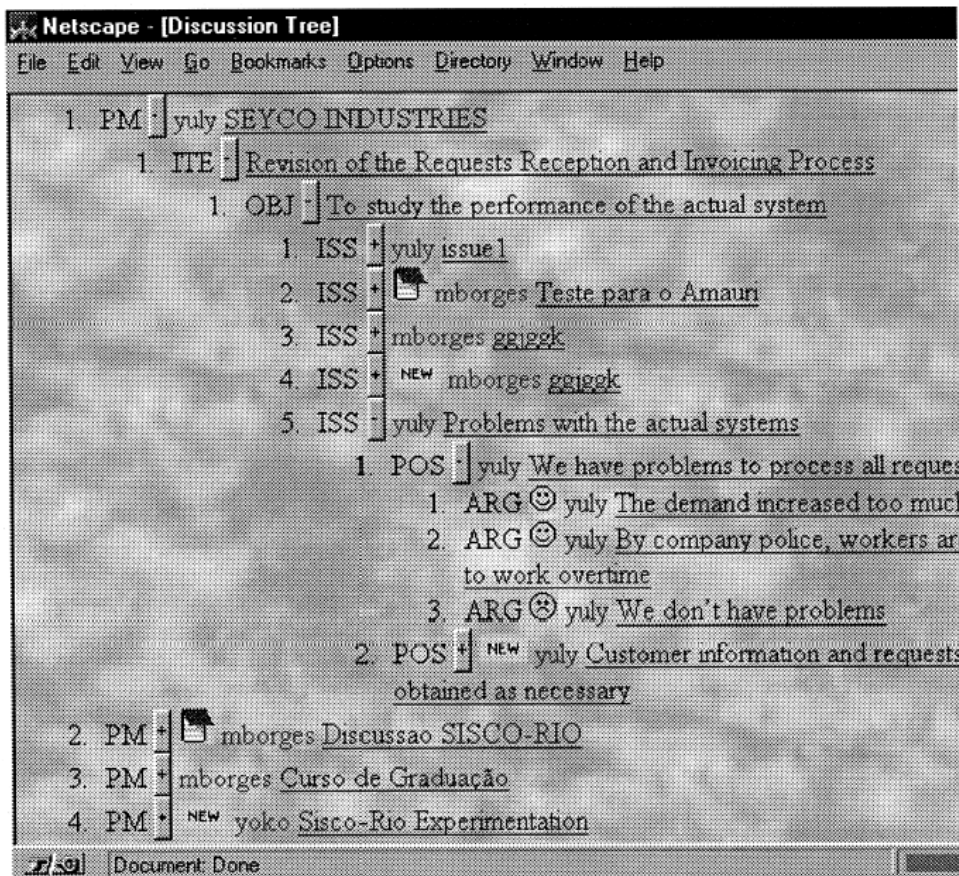 Netscape - [Discussion Tree]
File Edit View Go Bookmarks Options Directory Window Help
1. PM - yuly SEYCO INDUSTRIES
1. ITE - Revision of the Requests Reception and Invoicing Process
1. OBJ - To study the performance of the actual system
1. ISS + yuly issue1
2. ISS + mborges Teste para o Amauri
3. ISS + mborges ggjggk
4. ISS + NEW mborges ggjggk
5. ISS - yuly Problems with the actual systems
1. POS - yuly We have problems to process all reques
1. ARG yuly The demand increased too much
2. ARG yuly By company police, workers ar
to work overtime
3. ARG yuly We don't have problems
2. POS + NEW yuly Customer information and requests
obtained as necessary
2. PM + mborges Discussao SISCO-RIO
3. PM + mborges Curso de Graduação
4. PM + NEW yoko Sisco-Rio Experimentation
Document: Done